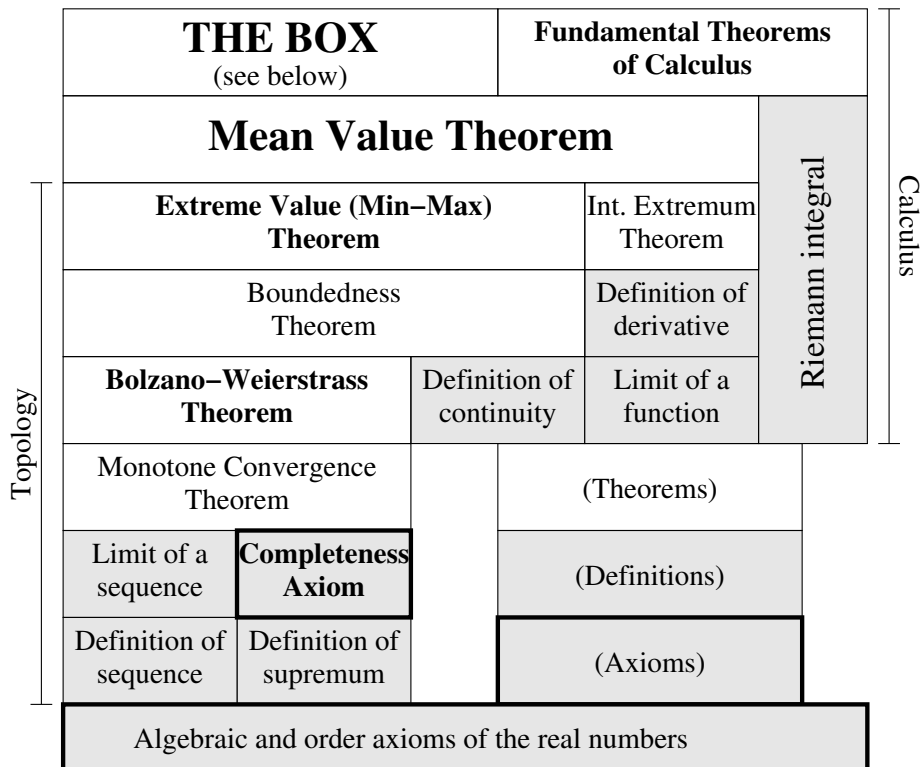 THE BOX
(see below)
Fundamental Theorems
of Calculus
Mean Value Theorem
Riemann integral
Calculus
Extreme Value (Min−Max)
Theorem
Int. Extremum
Theorem
Boundedness
Theorem
Definition of
derivative
Bolzano−Weierstrass
Theorem
Definition of
continuity
Limit of a
function
Topology
Monotone Convergence
Theorem
(Theorems)
Limit of a
sequence
Completeness
Axiom
(Definitions)
Definition of
sequence
Definition of
supremum
(Axioms)
Algebraic and order axioms of the real numbers